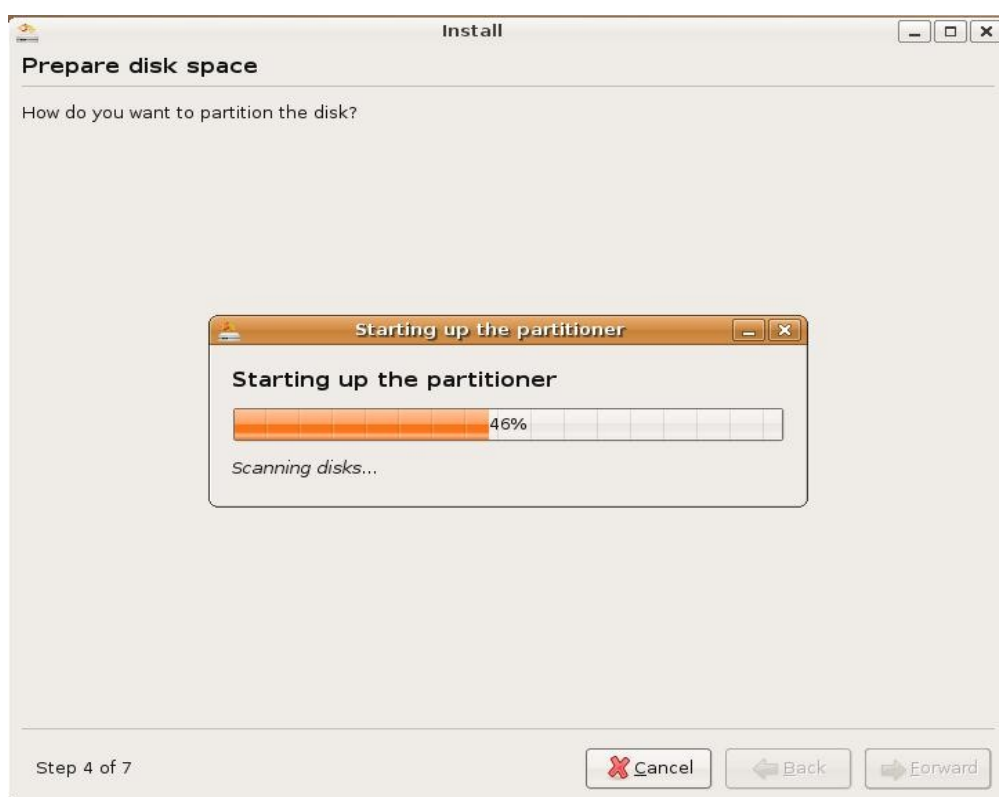 Install
Prepare disk space
How do you want to partition the disk?
Starting up the partitioner
Starting up the partitioner
46%
Scanning disks...
Step 4 of 7
Cancel
Back
Forward